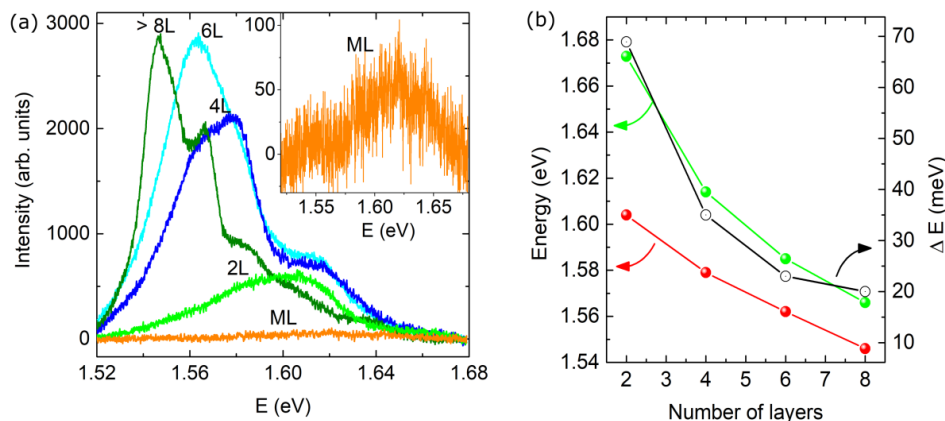 (a)
Intensity (arb. units)
3000
2000
1000
0
> 8L
6L
4L
2L
ML
1.52 1.56 1.60 1.64 1.68
E (eV)
100
50
0
ML
1.55 1.60 1.65
E (eV)
(b)
Energy (eV)
1.68
1.66
1.64
1.62
1.60
1.58
1.56
1.54
2 3 4 5 6 7 8
Number of layers
70
60
50
40
30
20
10
Δ E (meV)